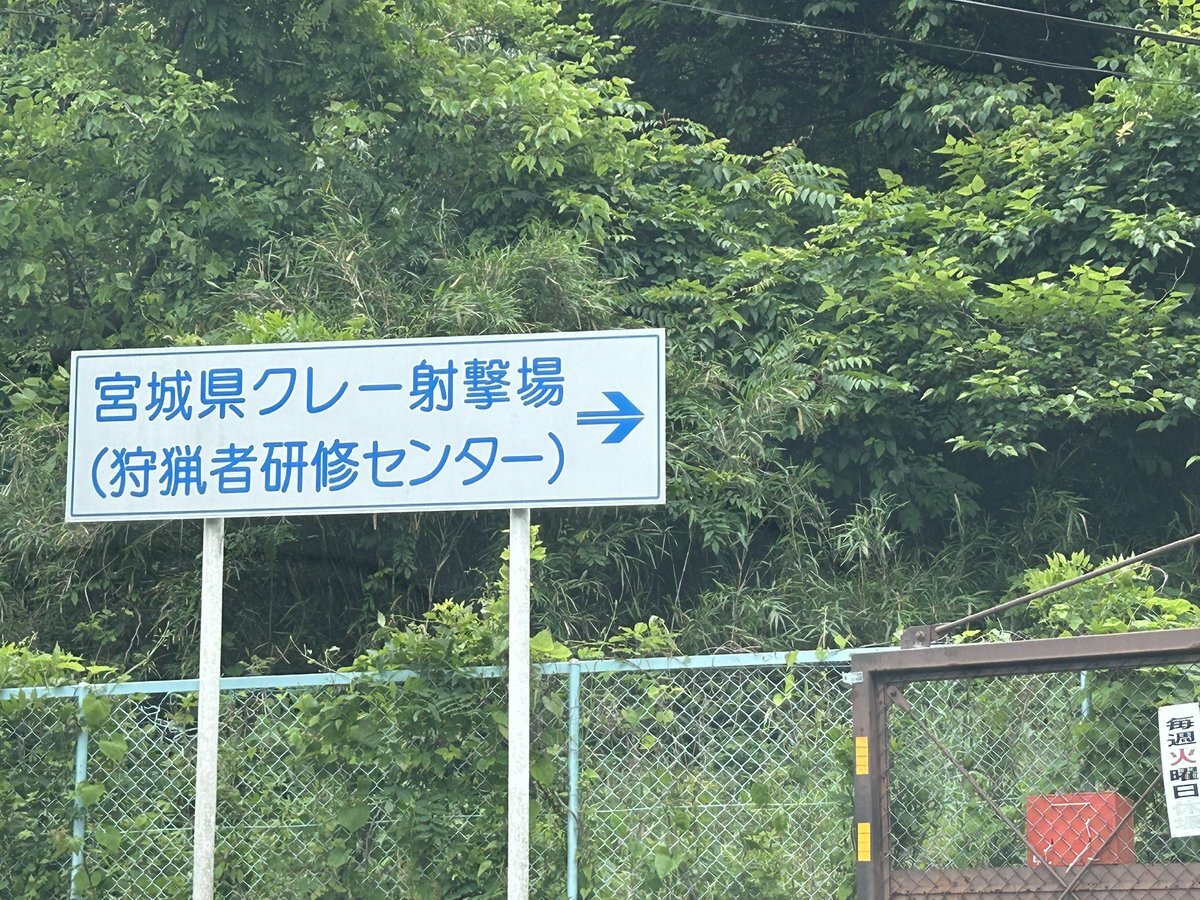 宮城県クレー射撃場
(狩猟者研修センター)
毎週火曜日